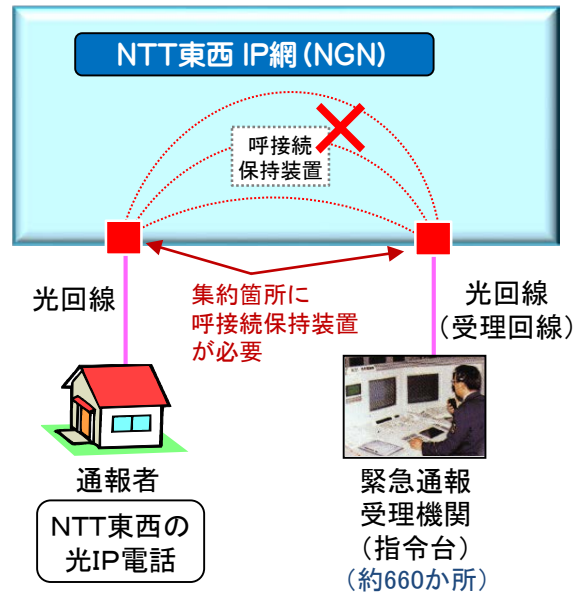 NTT東西 IP網(NGN)
呼接続
保持装置
光回線
集約箇所に
呼接続保持装置
が必要
光回線
(受理回線)
通報者
NTT東西の
光IP電話
緊急通報
受理機関
(指令台)
(約660か所)